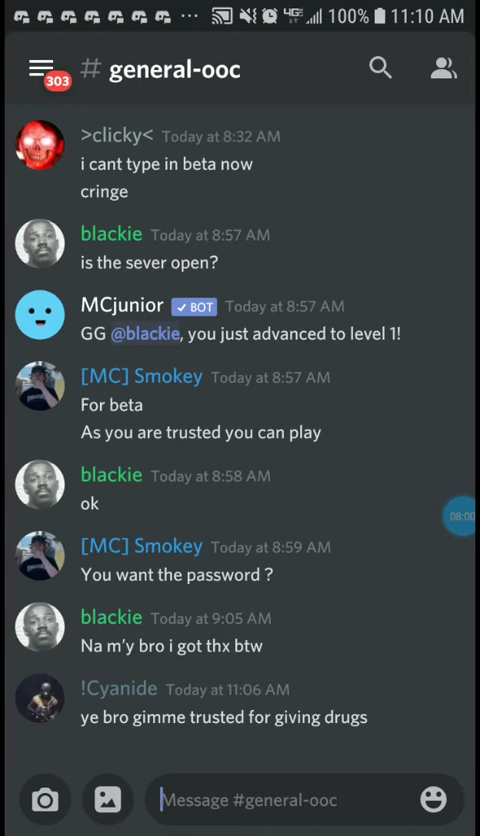 100% 11:10 AM
303
# general-ooc
>clicky< Today at 8:32 AM
i cant type in beta now
cringe
blackie Today at 8:57 AM
is the sever open?
MCjunior ✓ BOT Today at 8:57 AM
GG @blackie, you just advanced to level 1!
[MC] Smokey Today at 8:57 AM
For beta
As you are trusted you can play
blackie Today at 8:58 AM
ok
[MC] Smokey Today at 8:59 AM
You want the password ?
blackie Today at 9:05 AM
Na m'y bro i got thx btw
!Cyanide Today at 11:06 AM
ye bro gimme trusted for giving drugs
08:00
Message #general-ooc